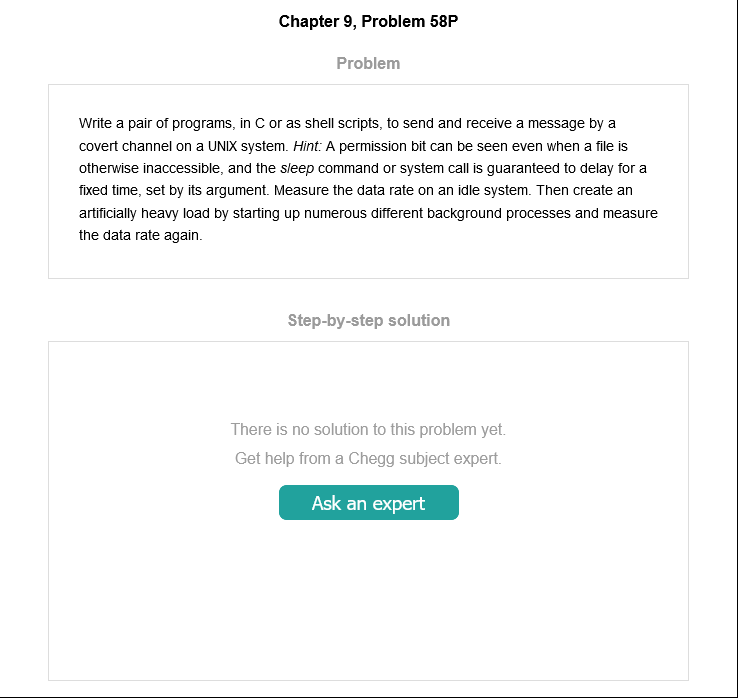 Chapter 9, Problem 58P
Problem
Write a pair of programs, in C or as shell scripts, to send and receive a message by a
covert channel on a UNIX system. Hint: A permission bit can be seen even when a file is
otherwise inaccessible, and the sleep command or system call is guaranteed to delay for a
fixed time, set by its argument. Measure the data rate on an idle system. Then create an
artificially heavy load by starting up numerous different background processes and measure
the data rate again.
Step-by-step solution
There is no solution to this problem yet.
Get help from a Chegg subject expert.
Ask an expert